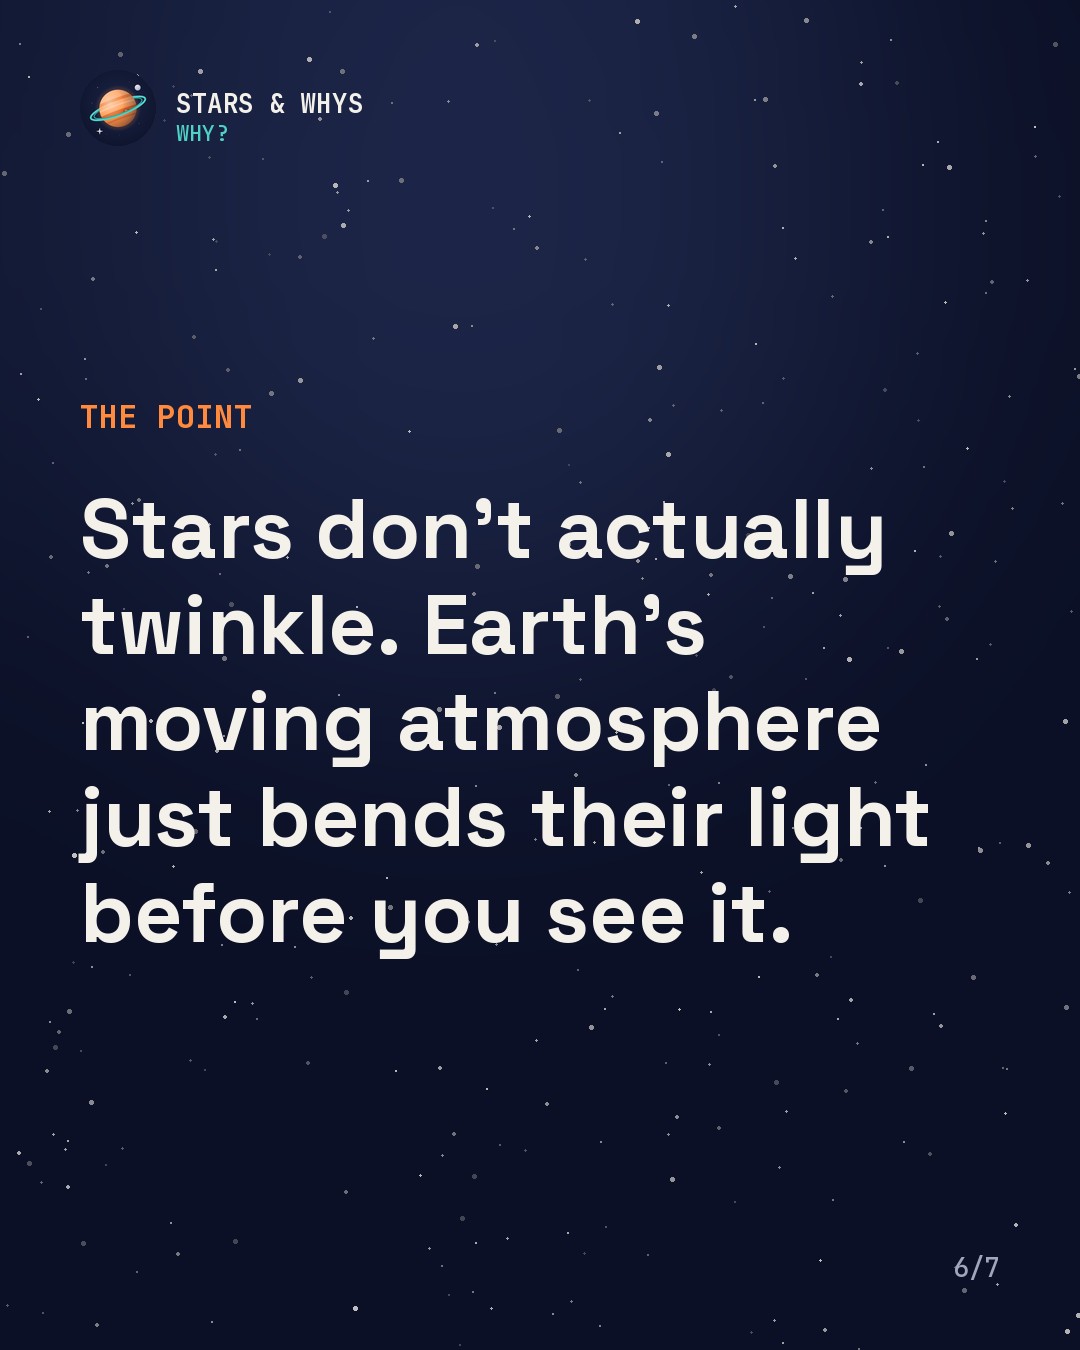 STARS & WHYS
WHY?
THE POINT
Stars don’t actually
twinkle. Earth’s
moving atmosphere
just bends their light
before you see it.
6/7